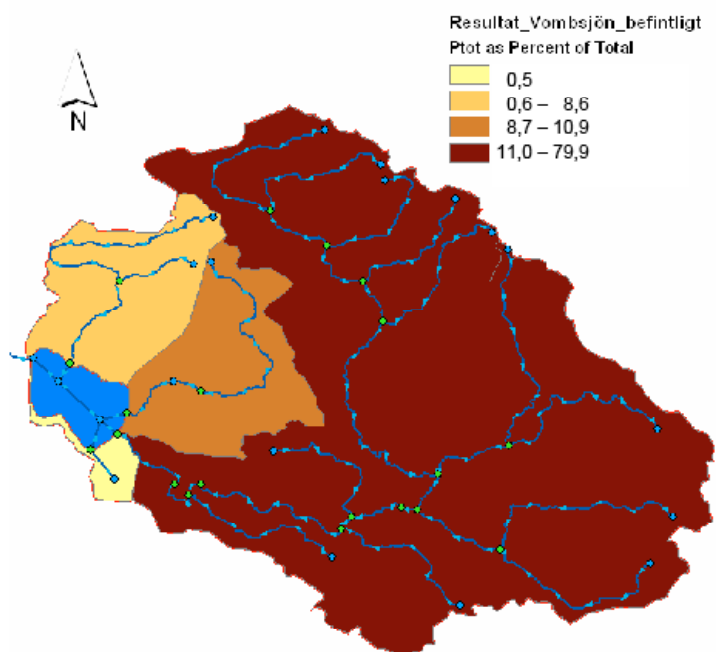 Resultat_Vombsjön_befintligt
Ptot as Percent of Total
0,5
0,6 – 8,6
8,7 – 10,9
11,0 – 79,9
N